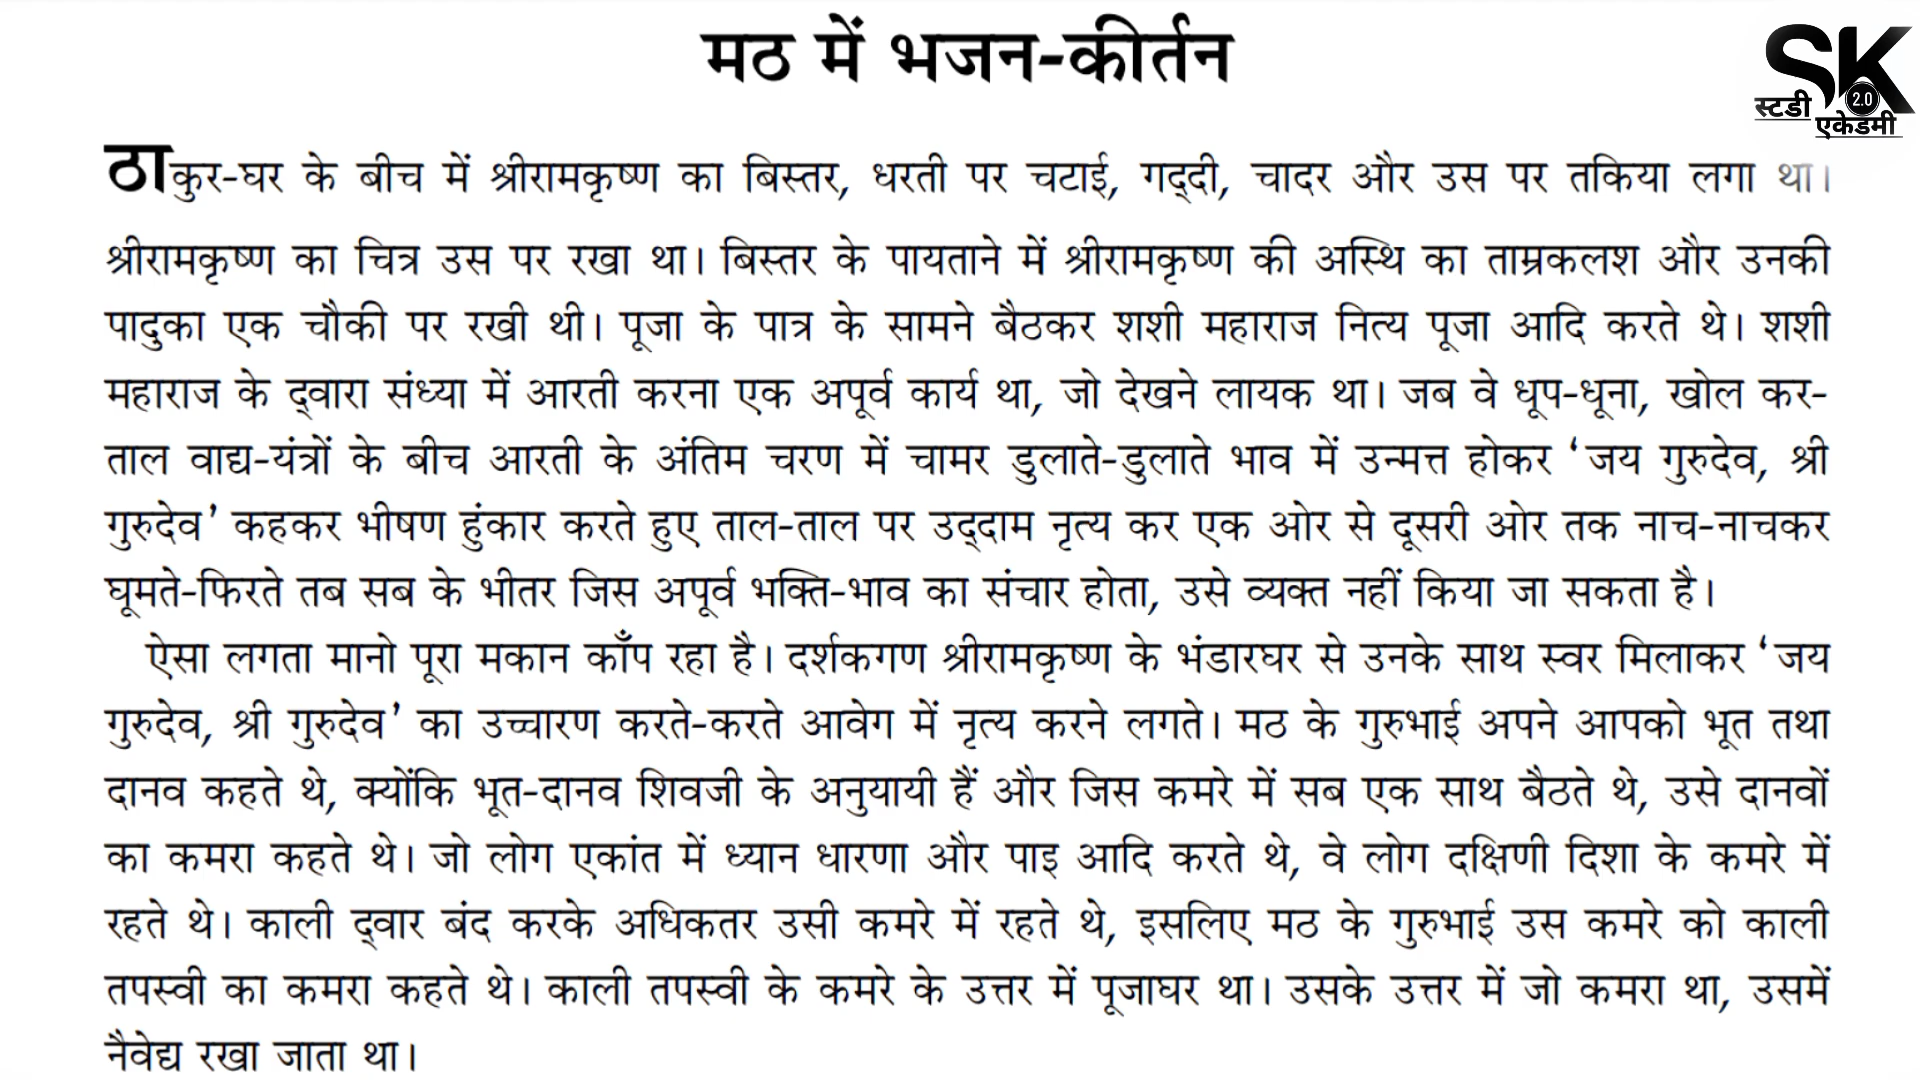 मठ में भजन-कीर्तन
SK
स्टडी 2.0
एकेडमी
ठाकुर-घर के बीच में श्रीरामकृष्ण का बिस्तर, धरती पर चटाई, गद्दी, चादर और उस पर तकिया लगा था।
श्रीरामकृष्ण का चित्र उस पर रखा था। बिस्तर के पायताने में श्रीरामकृष्ण की अस्थि का ताम्रकलश और उनकी
पादुका एक चौकी पर रखी थी। पूजा के पात्र के सामने बैठकर शशी महाराज नित्य पूजा आदि करते थे। शशी
महाराज के द्वारा संध्या में आरती करना एक अपूर्व कार्य था, जो देखने लायक था। जब वे धूप-धूना, खोल कर-
ताल वाद्य-यंत्रों के बीच आरती के अंतिम चरण में चामर डुलाते-डुलाते भाव में उन्मत्त होकर ‘जय गुरुदेव, श्री
गुरुदेव’ कहकर भीषण हुंकार करते हुए ताल-ताल पर उद्दाम नृत्य कर एक ओर से दूसरी ओर तक नाच-नाचकर
घूमते-फिरते तब सब के भीतर जिस अपूर्व भक्ति-भाव का संचार होता, उसे व्यक्त नहीं किया जा सकता है।
ऐसा लगता मानो पूरा मकान काँप रहा है। दर्शकगण श्रीरामकृष्ण के भंडारघर से उनके साथ स्वर मिलाकर ‘जय
गुरुदेव, श्री गुरुदेव’ का उच्चारण करते-करते आवेग में नृत्य करने लगते। मठ के गुरुभाई अपने आपको भूत तथा
दानव कहते थे, क्योंकि भूत-दानव शिवजी के अनुयायी हैं और जिस कमरे में सब एक साथ बैठते थे, उसे दानवों
का कमरा कहते थे। जो लोग एकांत में ध्यान धारणा और पाइ आदि करते थे, वे लोग दक्षिणी दिशा के कमरे में
रहते थे। काली द्वार बंद करके अधिकतर उसी कमरे में रहते थे, इसलिए मठ के गुरुभाई उस कमरे को काली
तपस्वी का कमरा कहते थे। काली तपस्वी के कमरे के उत्तर में पूजाघर था। उसके उत्तर में जो कमरा था, उसमें
नैवेद्य रखा जाता था।